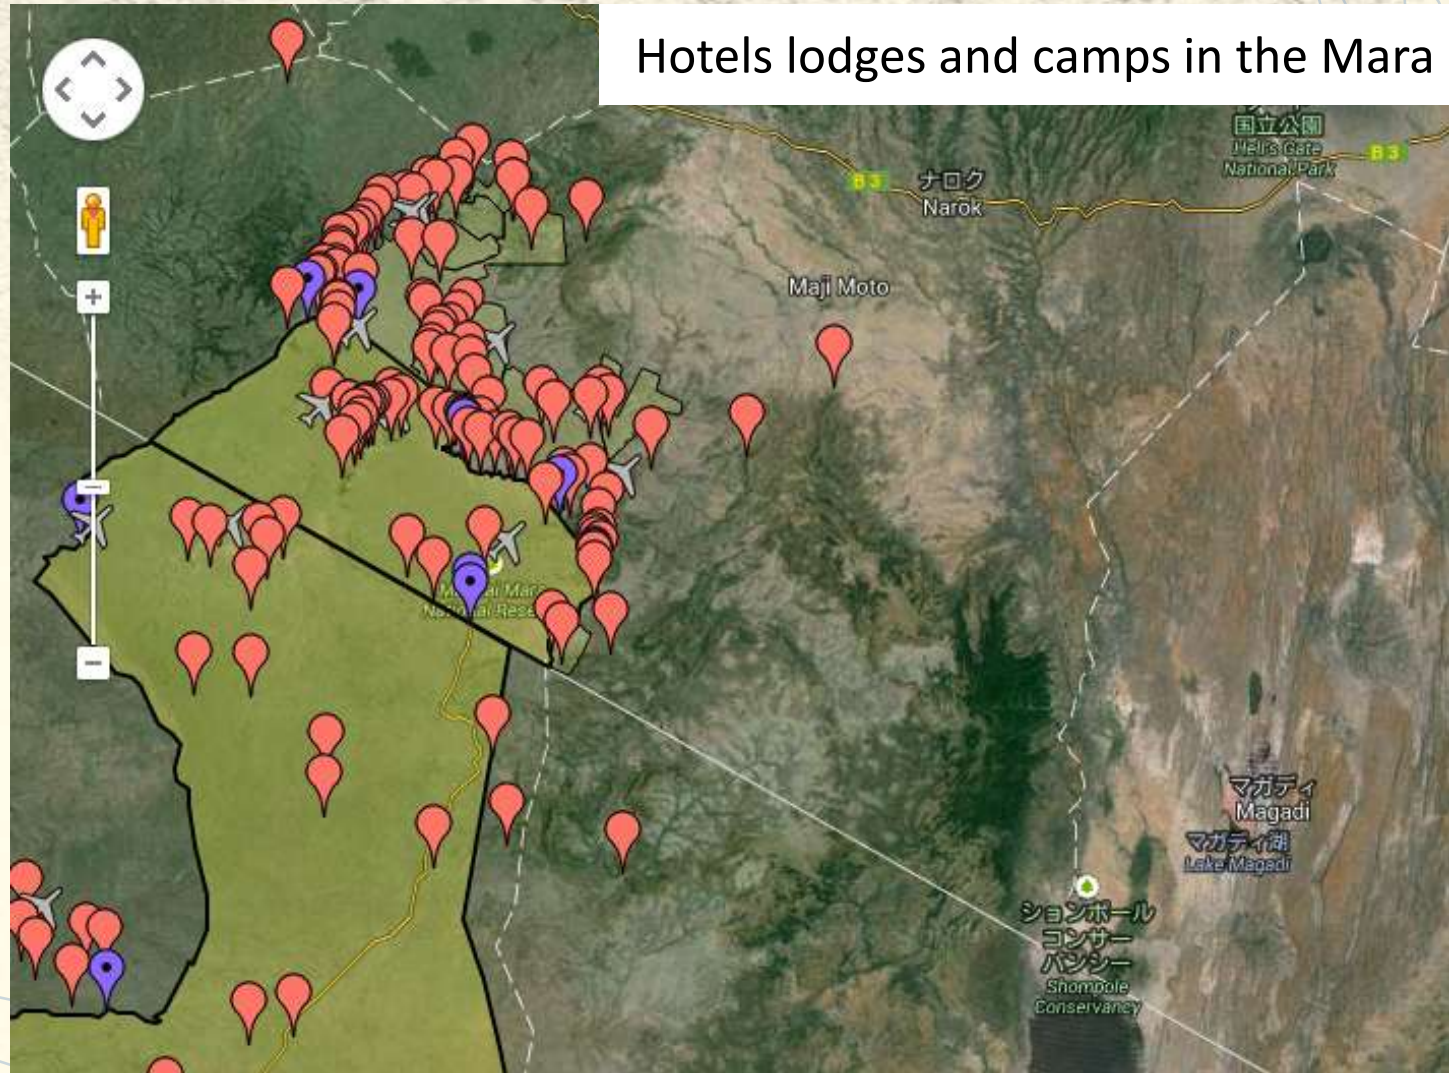 Hotels lodges and camps in the Mara
国立公園
Hell's Gate
National Park
B3
B3
ナロク
Narok
Maji Moto
マガディ
Magadi
マガディ湖
Lake Magadi
ションポール
コンサー
バンシー
Shompole
Conservancy